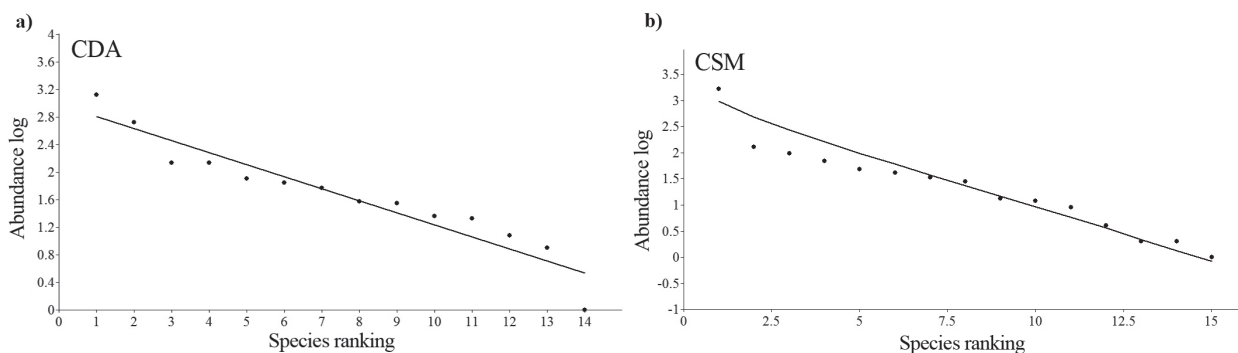 a)
CDA
Abundance log
4
3.6
3.2
2.8
2.4
2
1.6
1.2
0.8
0.4
0
0 1 2 3 4 5 6 7 8 9 10 11 12 13 14
Species ranking
b)
CSM
Abundance log
3.5
3
2.5
2
1.5
1
0.5
0
-0.5
-1
0 2.5 5 7.5 10 12.5 15
Species ranking